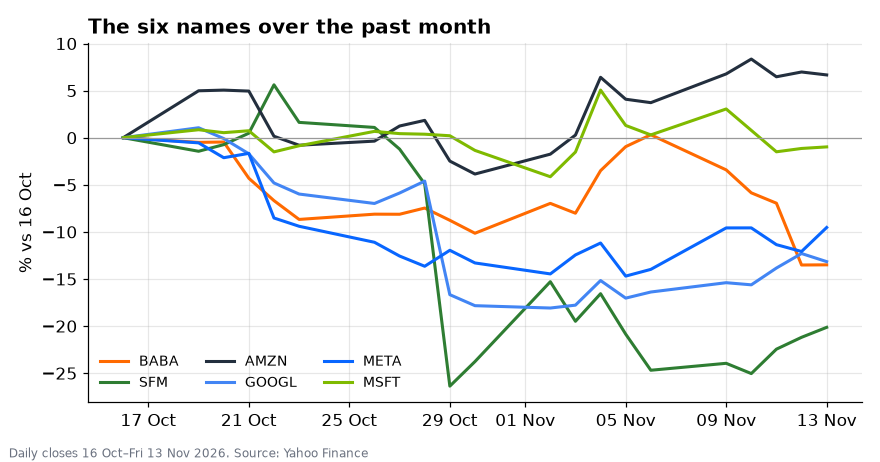 The six names over the past month
% vs 16 Oct
10
5
0
−5
−10
−15
−20
−25
BABA AMZN META
SFM GOOGL MSFT
17 Oct 21 Oct 25 Oct 29 Oct 01 Nov 05 Nov 09 Nov 13 Nov
Daily closes 16 Oct–Fri 13 Nov 2026. Source: Yahoo Finance